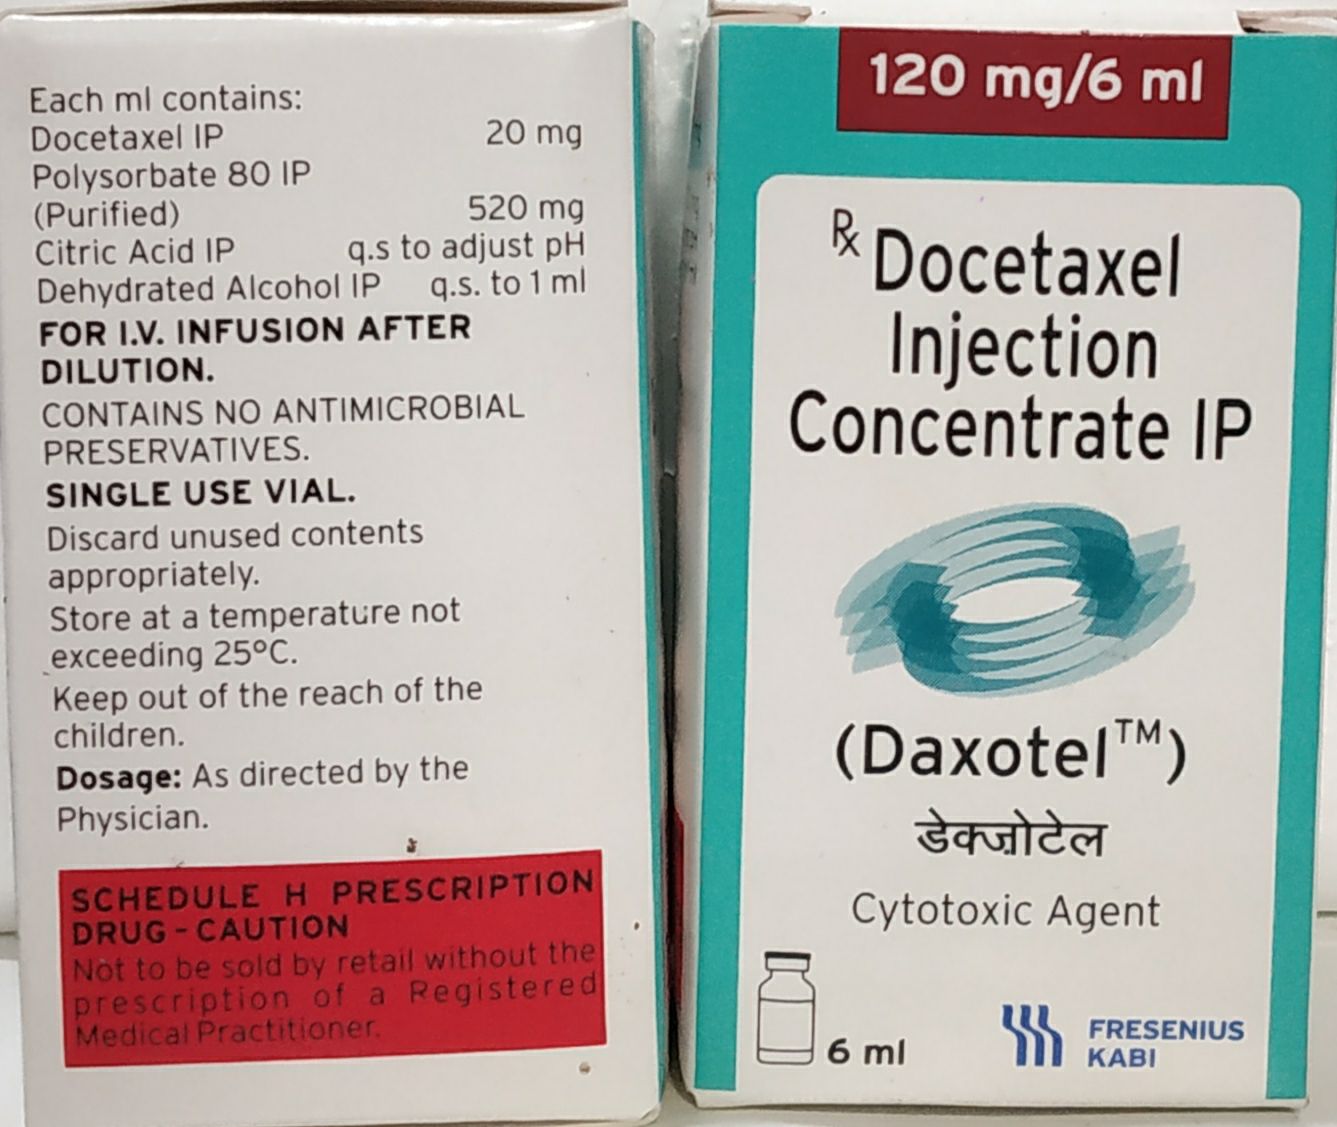 Each ml contains:
Docetaxel IP 20 mg
Polysorbate 80 IP
(Purified) 520 mg
Citric Acid IP q.s to adjust pH
Dehydrated Alcohol IP q.s. to 1 ml
FOR I.V. INFUSION AFTER
DILUTION.
CONTAINS NO ANTIMICROBIAL
PRESERVATIVES.
SINGLE USE VIAL.
Discard unused contents
appropriately.
Store at a temperature not
exceeding 25°C.
Keep out of the reach of the
children.
Dosage: As directed by the
Physician.
SCHEDULE H PRESCRIPTION
DRUG - CAUTION
Not to be sold by retail without the
prescription of a Registered
Medical Practitioner.
120 mg/6 ml
Rx Docetaxel
Injection
Concentrate IP
(Daxotel™)
डेक्ज़ोटेल
Cytotoxic Agent
6 ml
FRESENIUS
KABI